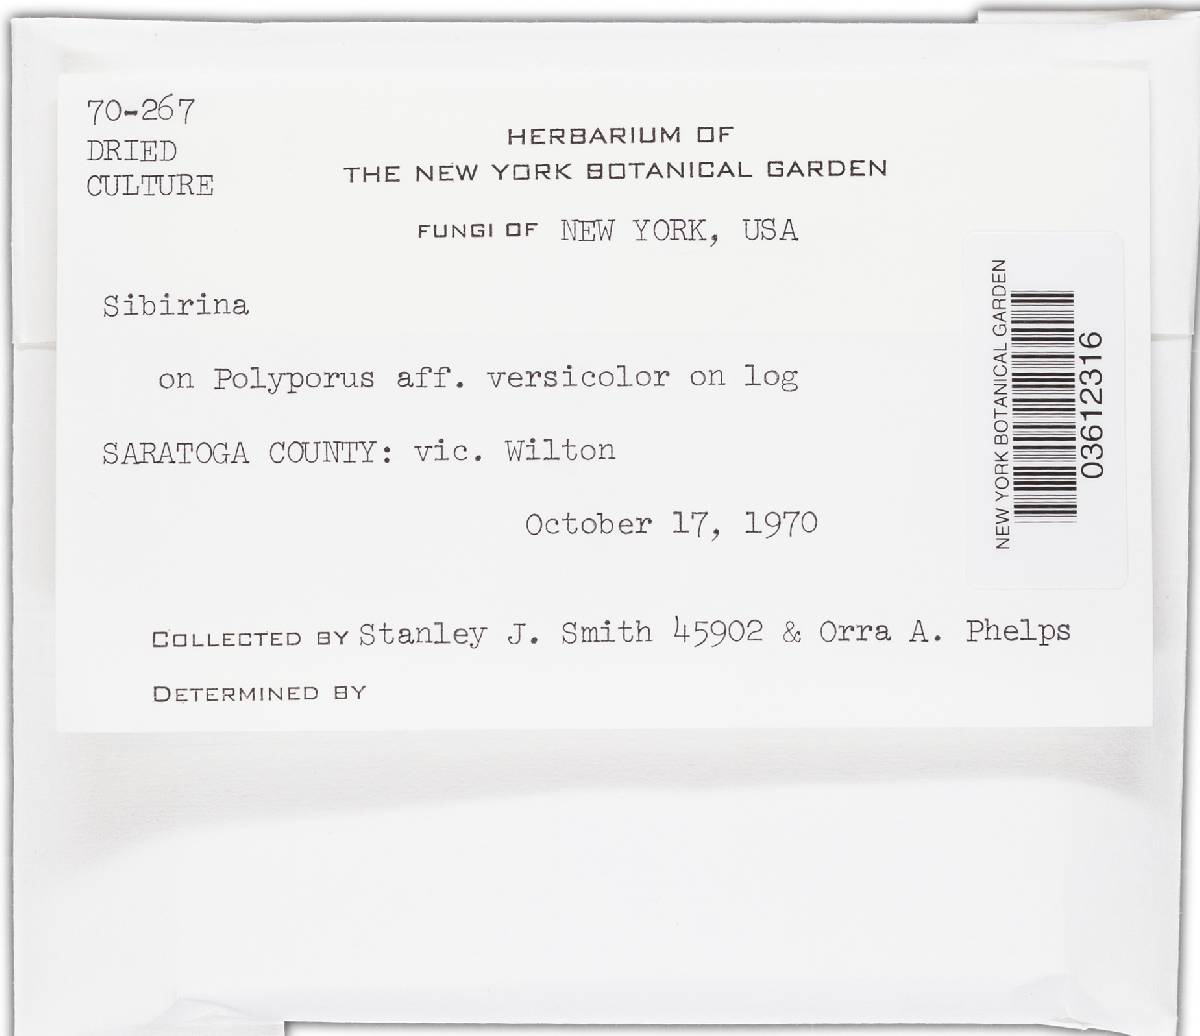 70-267
DRIED
CULTURE
HERBARIUM OF
THE NEW YORK BOTANICAL GARDEN
FUNGI OF NEW YORK, USA
Sibirina
on Polyporus aff. versicolor on log
SARATOGA COUNTY: vic. Wilton
October 17, 1970
COLLECTED BY Stanley J. Smith 45902 & Orra A. Phelps
DETERMINED BY
NEW YORK BOTANICAL GARDEN
03612316